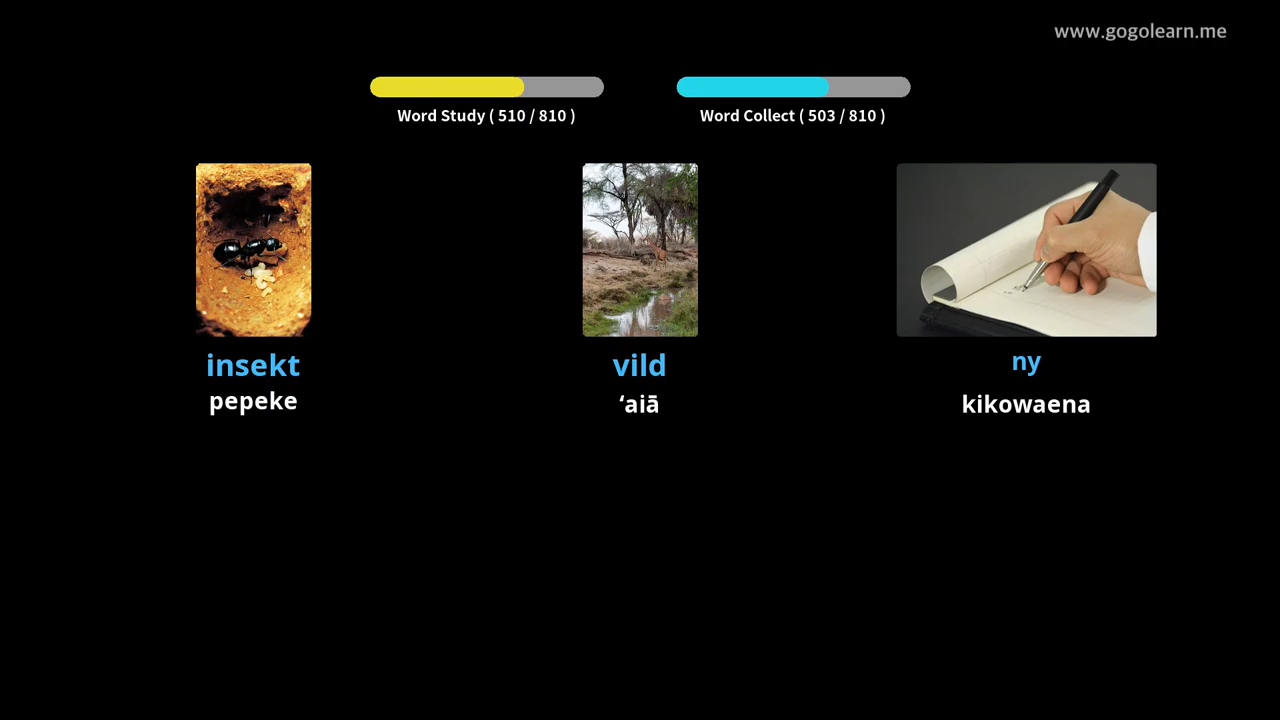 www.gogolearn.me
Word Study ( 510 / 810 )
Word Collect ( 503 / 810 )
insekt
pepeke
vild
ʻaiā
ny
kikowaena